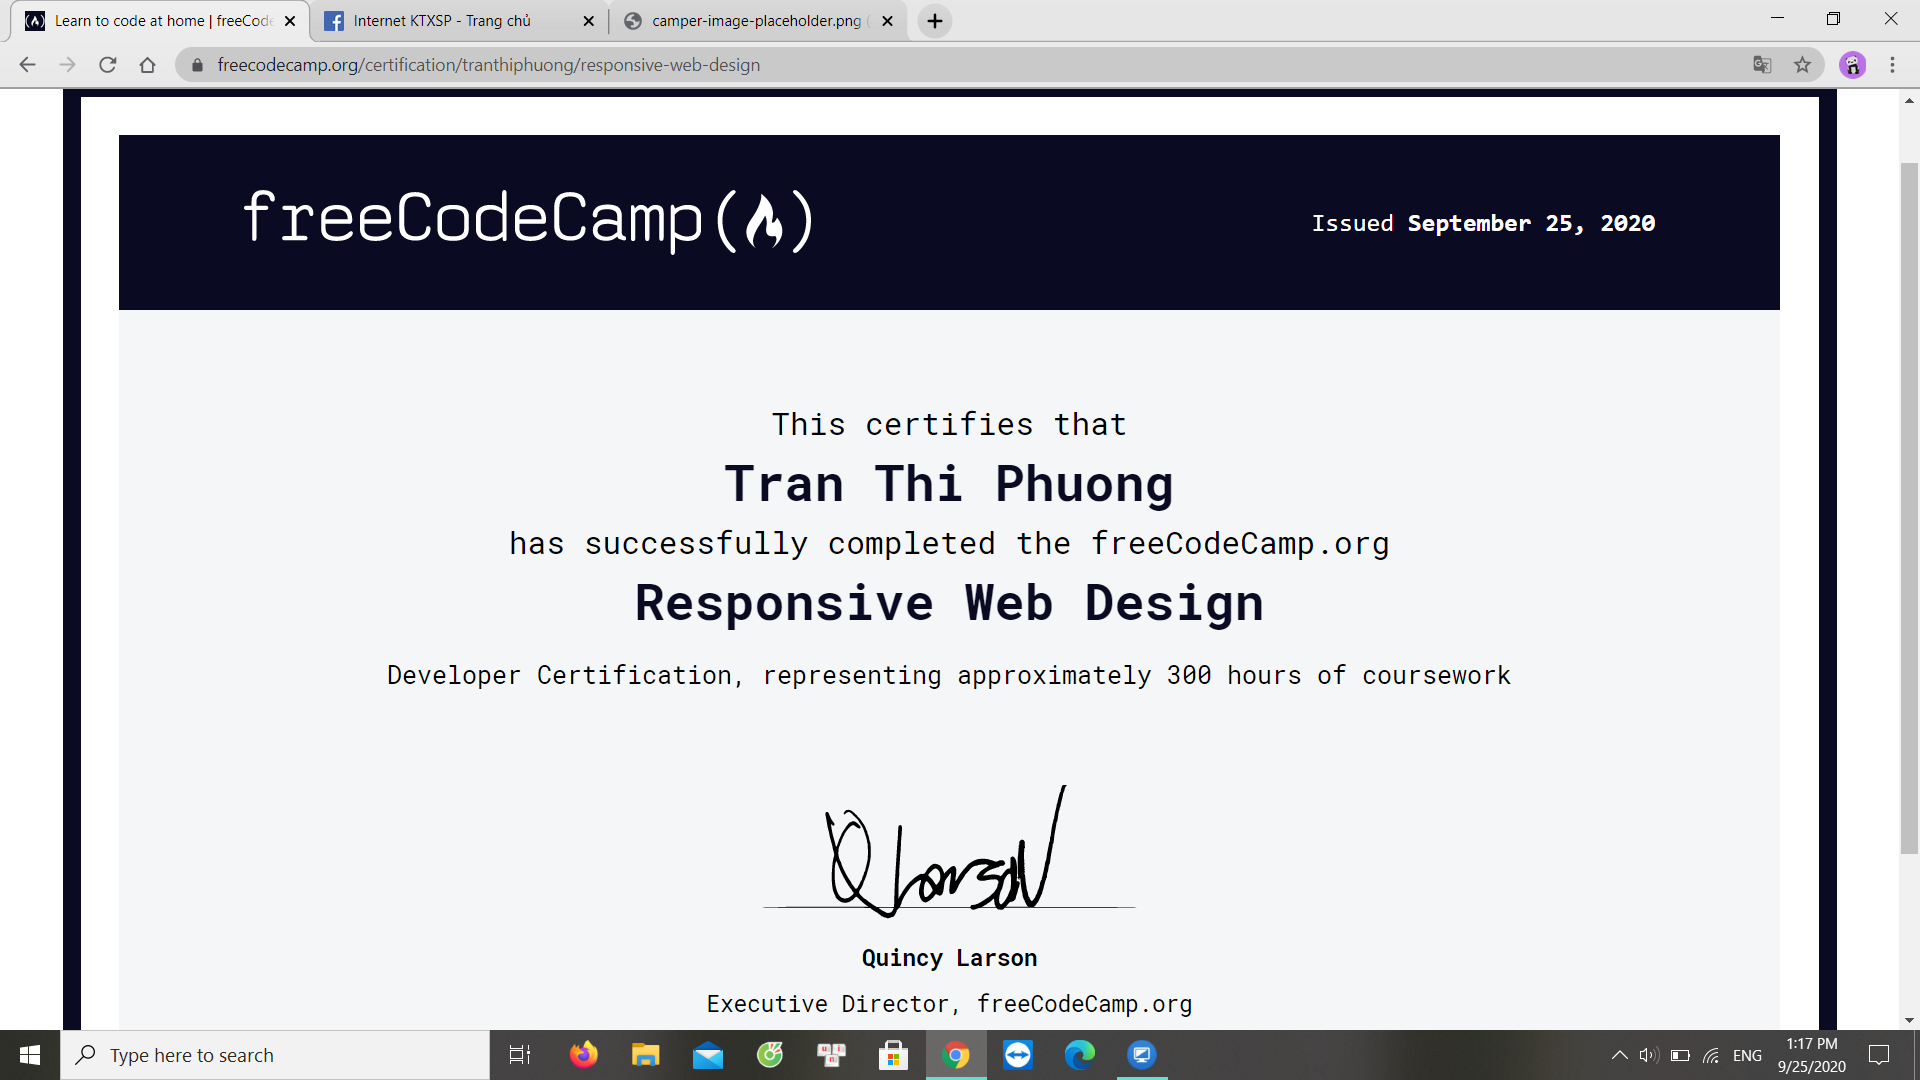 Learn to code at home | freeCode
Internet KTXSP - Trang chủ
camper-image-placeholder.png (
freecodecamp.org/certification/tranthiphuong/responsive-web-design
freeCodeCamp(🔥)
Issued September 25, 2020
This certifies that
Tran Thi Phuong
has successfully completed the freeCodeCamp.org
Responsive Web Design
Developer Certification, representing approximately 300 hours of coursework
Q Larson
Quincy Larson
Executive Director, freeCodeCamp.org
Type here to search
ENG
1:17 PM
9/25/2020